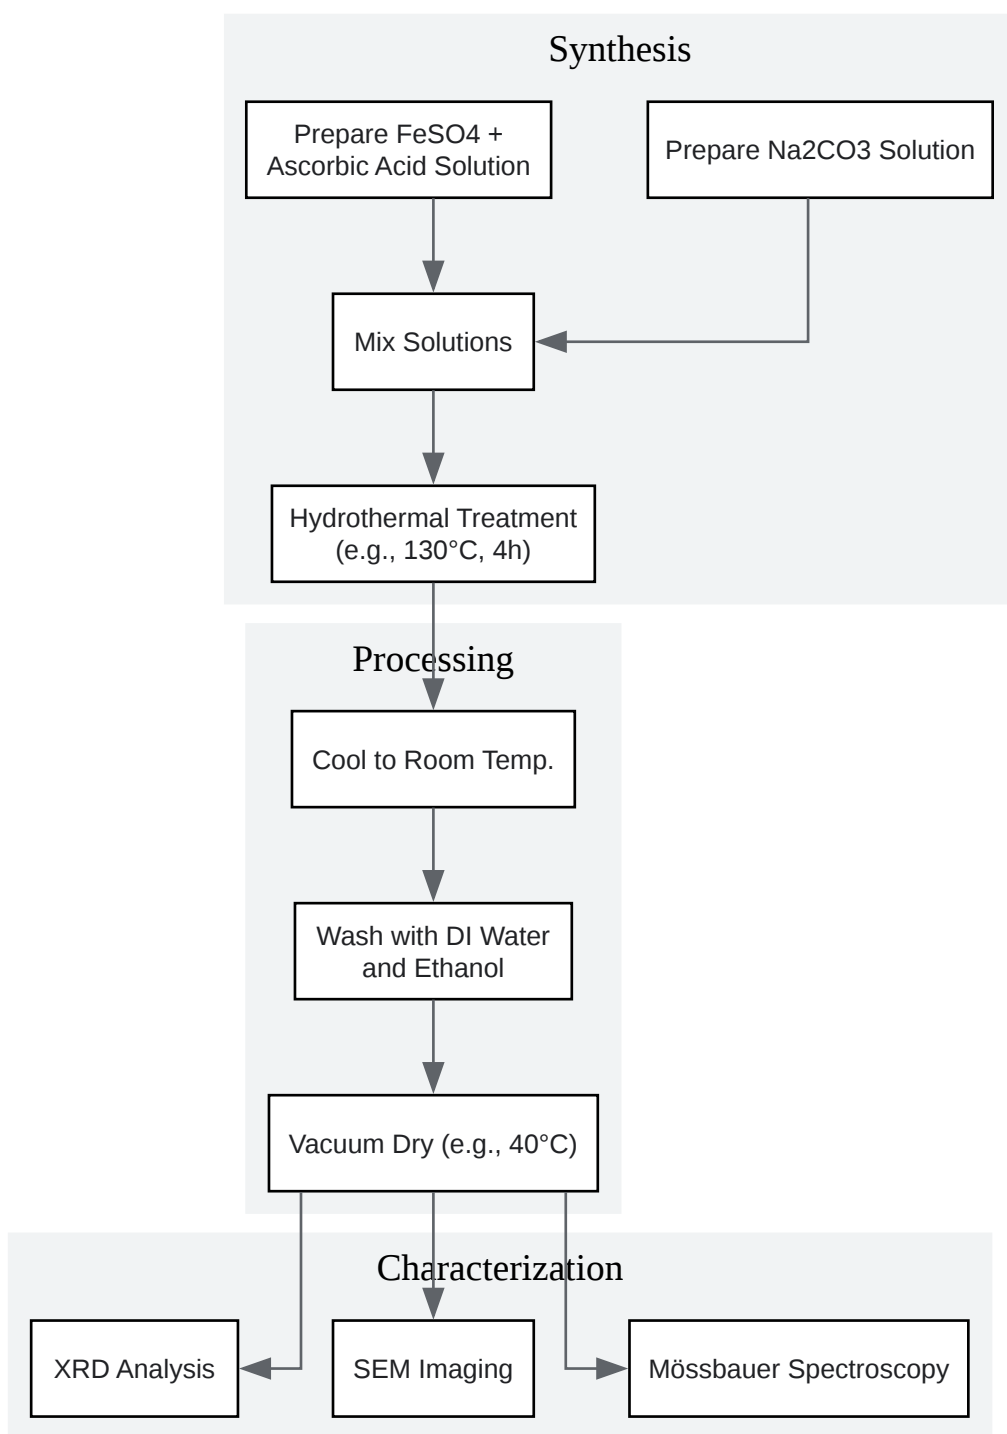 Synthesis
Prepare FeSO4 +
Ascorbic Acid Solution
Prepare Na2CO3 Solution
Mix Solutions
Hydrothermal Treatment
(e.g., 130°C, 4h)
Processing
Cool to Room Temp.
Wash with DI Water
and Ethanol
Vacuum Dry (e.g., 40°C)
Characterization
XRD Analysis
SEM Imaging
Mössbauer Spectroscopy